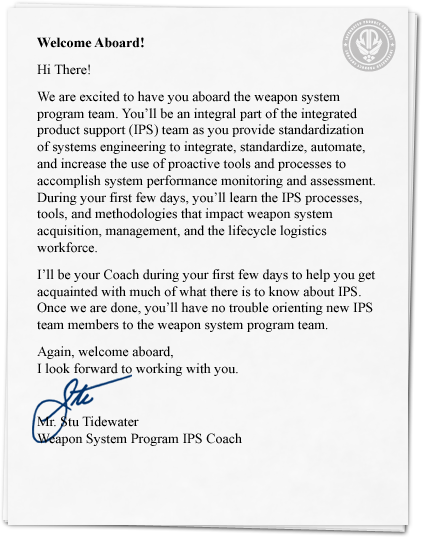 Welcome Aboard!
Hi There!
We are excited to have you aboard the weapon system
program team. You'll be an integral part of the integrated
product support (IPS) team as you provide standardization
of systems engineering to integrate, standardize, automate,
and increase the use of proactive tools and processes to
accomplish system performance monitoring and assessment.
During your first few days, you'll learn the IPS processes,
tools, and methodologies that impact weapon system
acquisition, management, and the lifecycle logistics
workforce.
I'll be your Coach during your first few days to help you get
acquainted with much of what there is to know about IPS.
Once we are done, you'll have no trouble orienting new IPS
team members to the weapon system program team.
Again, welcome aboard,
I look forward to working with you.
Stu
Mr. Stu Tidewater
Weapon System Program IPS Coach